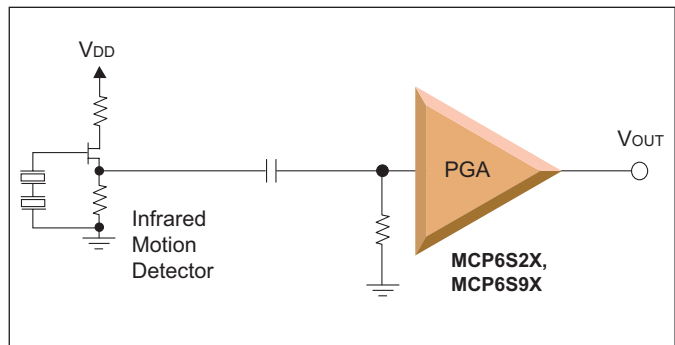 VDD
PGA
VOUT
Infrared
Motion
Detector
MCP6S2X,
MCP6S9X